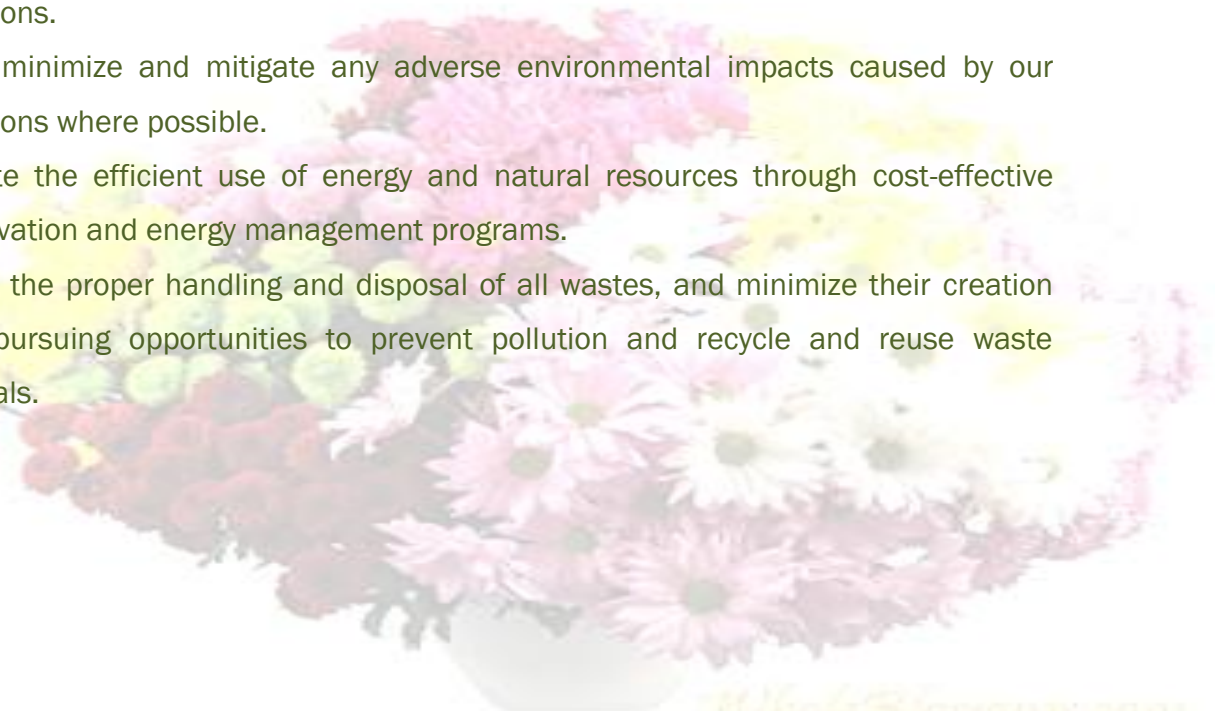 ons.
minimize and mitigate any adverse environmental impacts caused by our
ons where possible.
te the efficient use of energy and natural resources through cost-effective
vation and energy management programs.
the proper handling and disposal of all wastes, and minimize their creation
pursuing opportunities to prevent pollution and recycle and reuse waste
als.